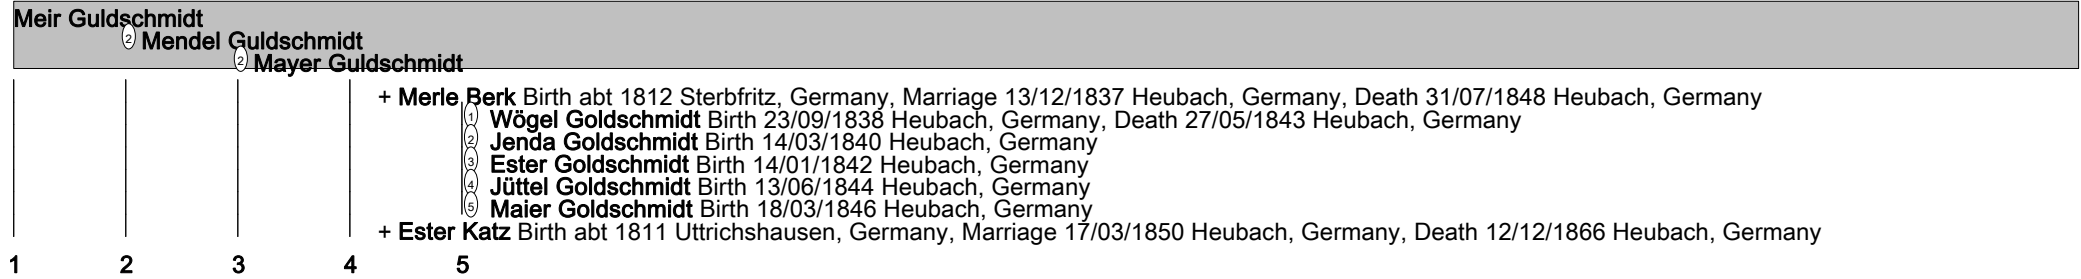 Meir Guldschmidt
2 Mendel Guldschmidt
2 Mayer Guldschmidt
+ Merle Berk Birth abt 1812 Sterbfritz, Germany, Marriage 13/12/1837 Heubach, Germany, Death 31/07/1848 Heubach, Germany
1 Wögel Goldschmidt Birth 23/09/1838 Heubach, Germany, Death 27/05/1843 Heubach, Germany
2 Jenda Goldschmidt Birth 14/03/1840 Heubach, Germany
3 Ester Goldschmidt Birth 14/01/1842 Heubach, Germany
4 Jüttel Goldschmidt Birth 13/06/1844 Heubach, Germany
5 Maier Goldschmidt Birth 18/03/1846 Heubach, Germany
+ Ester Katz Birth abt 1811 Uttrichshausen, Germany, Marriage 17/03/1850 Heubach, Germany, Death 12/12/1866 Heubach, Germany
1 2 3 4 5